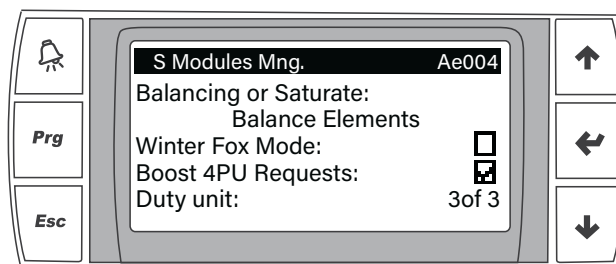 S Modules Mng. Ae004
Balancing or Saturate:
Balance Elements
Winter Fox Mode:
Boost 4PU Requests:
Duty unit: 3of 3
Prg
Esc